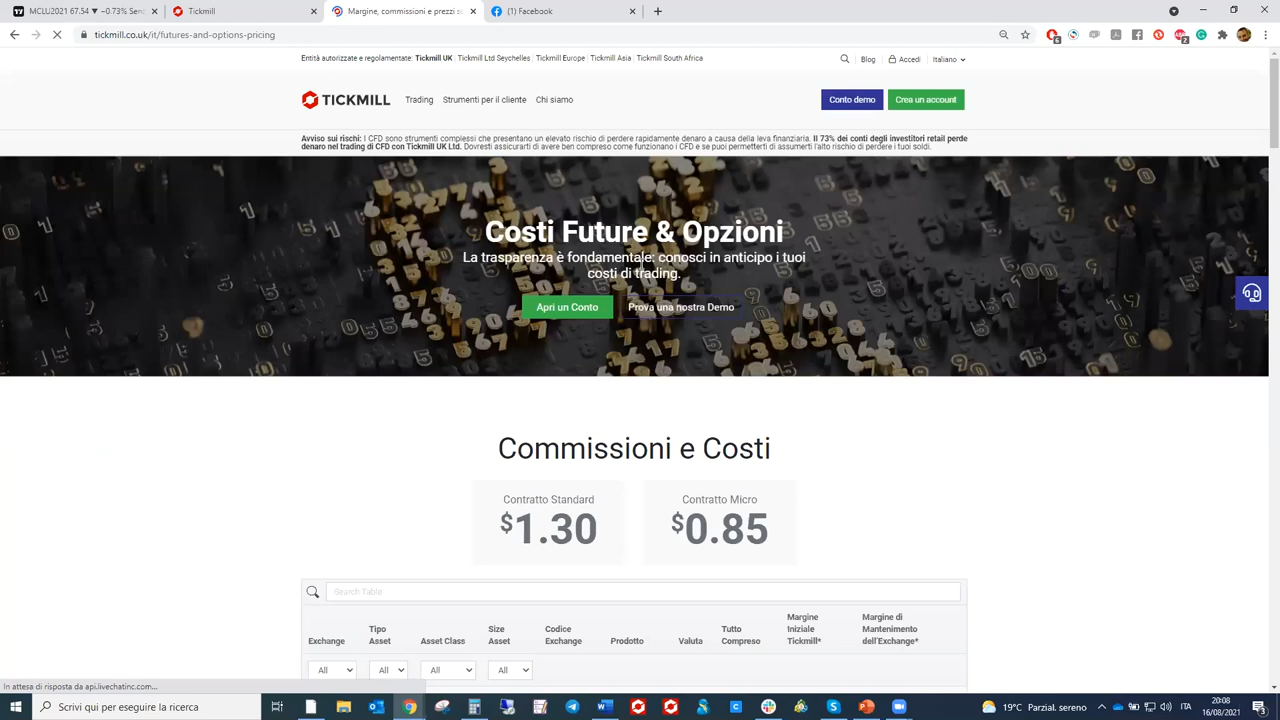 MCLU2021 67.54 ▼ −0.73% Sen
Tickmill
Margine, commissioni e prezzi s
(1) Facebook
tickmill.co.uk/it/futures-and-options-pricing
Entità autorizzate e regolamentate: Tickmill UK | Tickmill Ltd Seychelles | Tickmill Europe | Tickmill Asia | Tickmill South Africa
Blog
Accedi
Italiano
TICKMILL
Trading
Strumenti per il cliente
Chi siamo
Conto demo
Crea un account
Avviso sui rischi: I CFD sono strumenti complessi che presentano un elevato rischio di perdere rapidamente denaro a causa della leva finanziaria. Il 73% dei conti degli investitori retail perde
denaro nel trading di CFD con Tickmill UK Ltd. Dovresti assicurarti di avere ben compreso come funzionano i CFD e se puoi permetterti di assumerti l'alto rischio di perdere i tuoi soldi.
Costi Future & Opzioni
La trasparenza è fondamentale: conosci in anticipo i tuoi
costi di trading.
Apri un Conto
Prova una nostra Demo
Commissioni e Costi
Contratto Standard
$1.30
Contratto Micro
$0.85
Search Table
Exchange
Tipo
Asset
Asset Class
Size
Asset
Codice
Exchange
Prodotto
Valuta
Tutto
Compreso
Margine
Iniziale
Tickmill*
Margine di
Mantenimento
dell'Exchange*
All
All
All
All
In attesa di risposta da api.livechatinc.com...
Scrivi qui per eseguire la ricerca
19°C Parzial sereno
ITA
20:08
16/08/2021